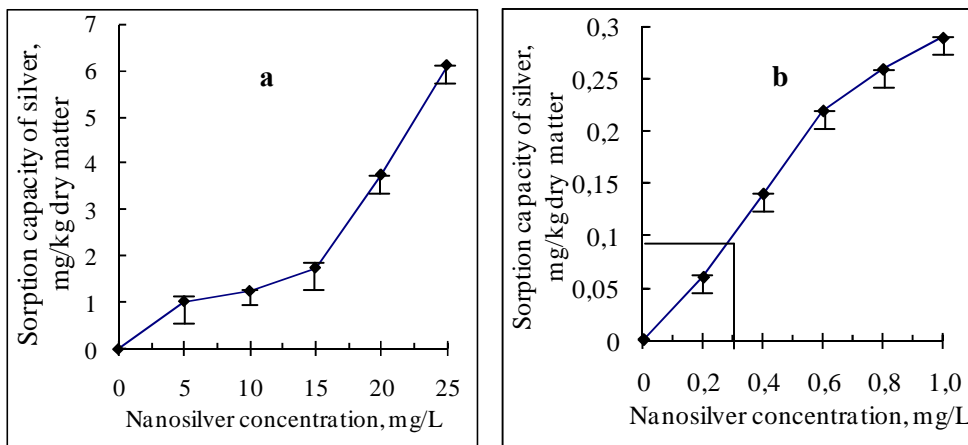 Sorption capacity of silver,
mg/kg dry matter
7
6
5
4
3
2
1
0
a
0 5 10 15 20 25
Nanosilver concentration, mg/L
Sorption capacity of silver,
mg/kg dry matter
0,3
0,25
0,2
0,15
0,1
0,05
0
b
0 0,2 0,4 0,6 0,8 1,0
Nanosilver concentration, mg/L